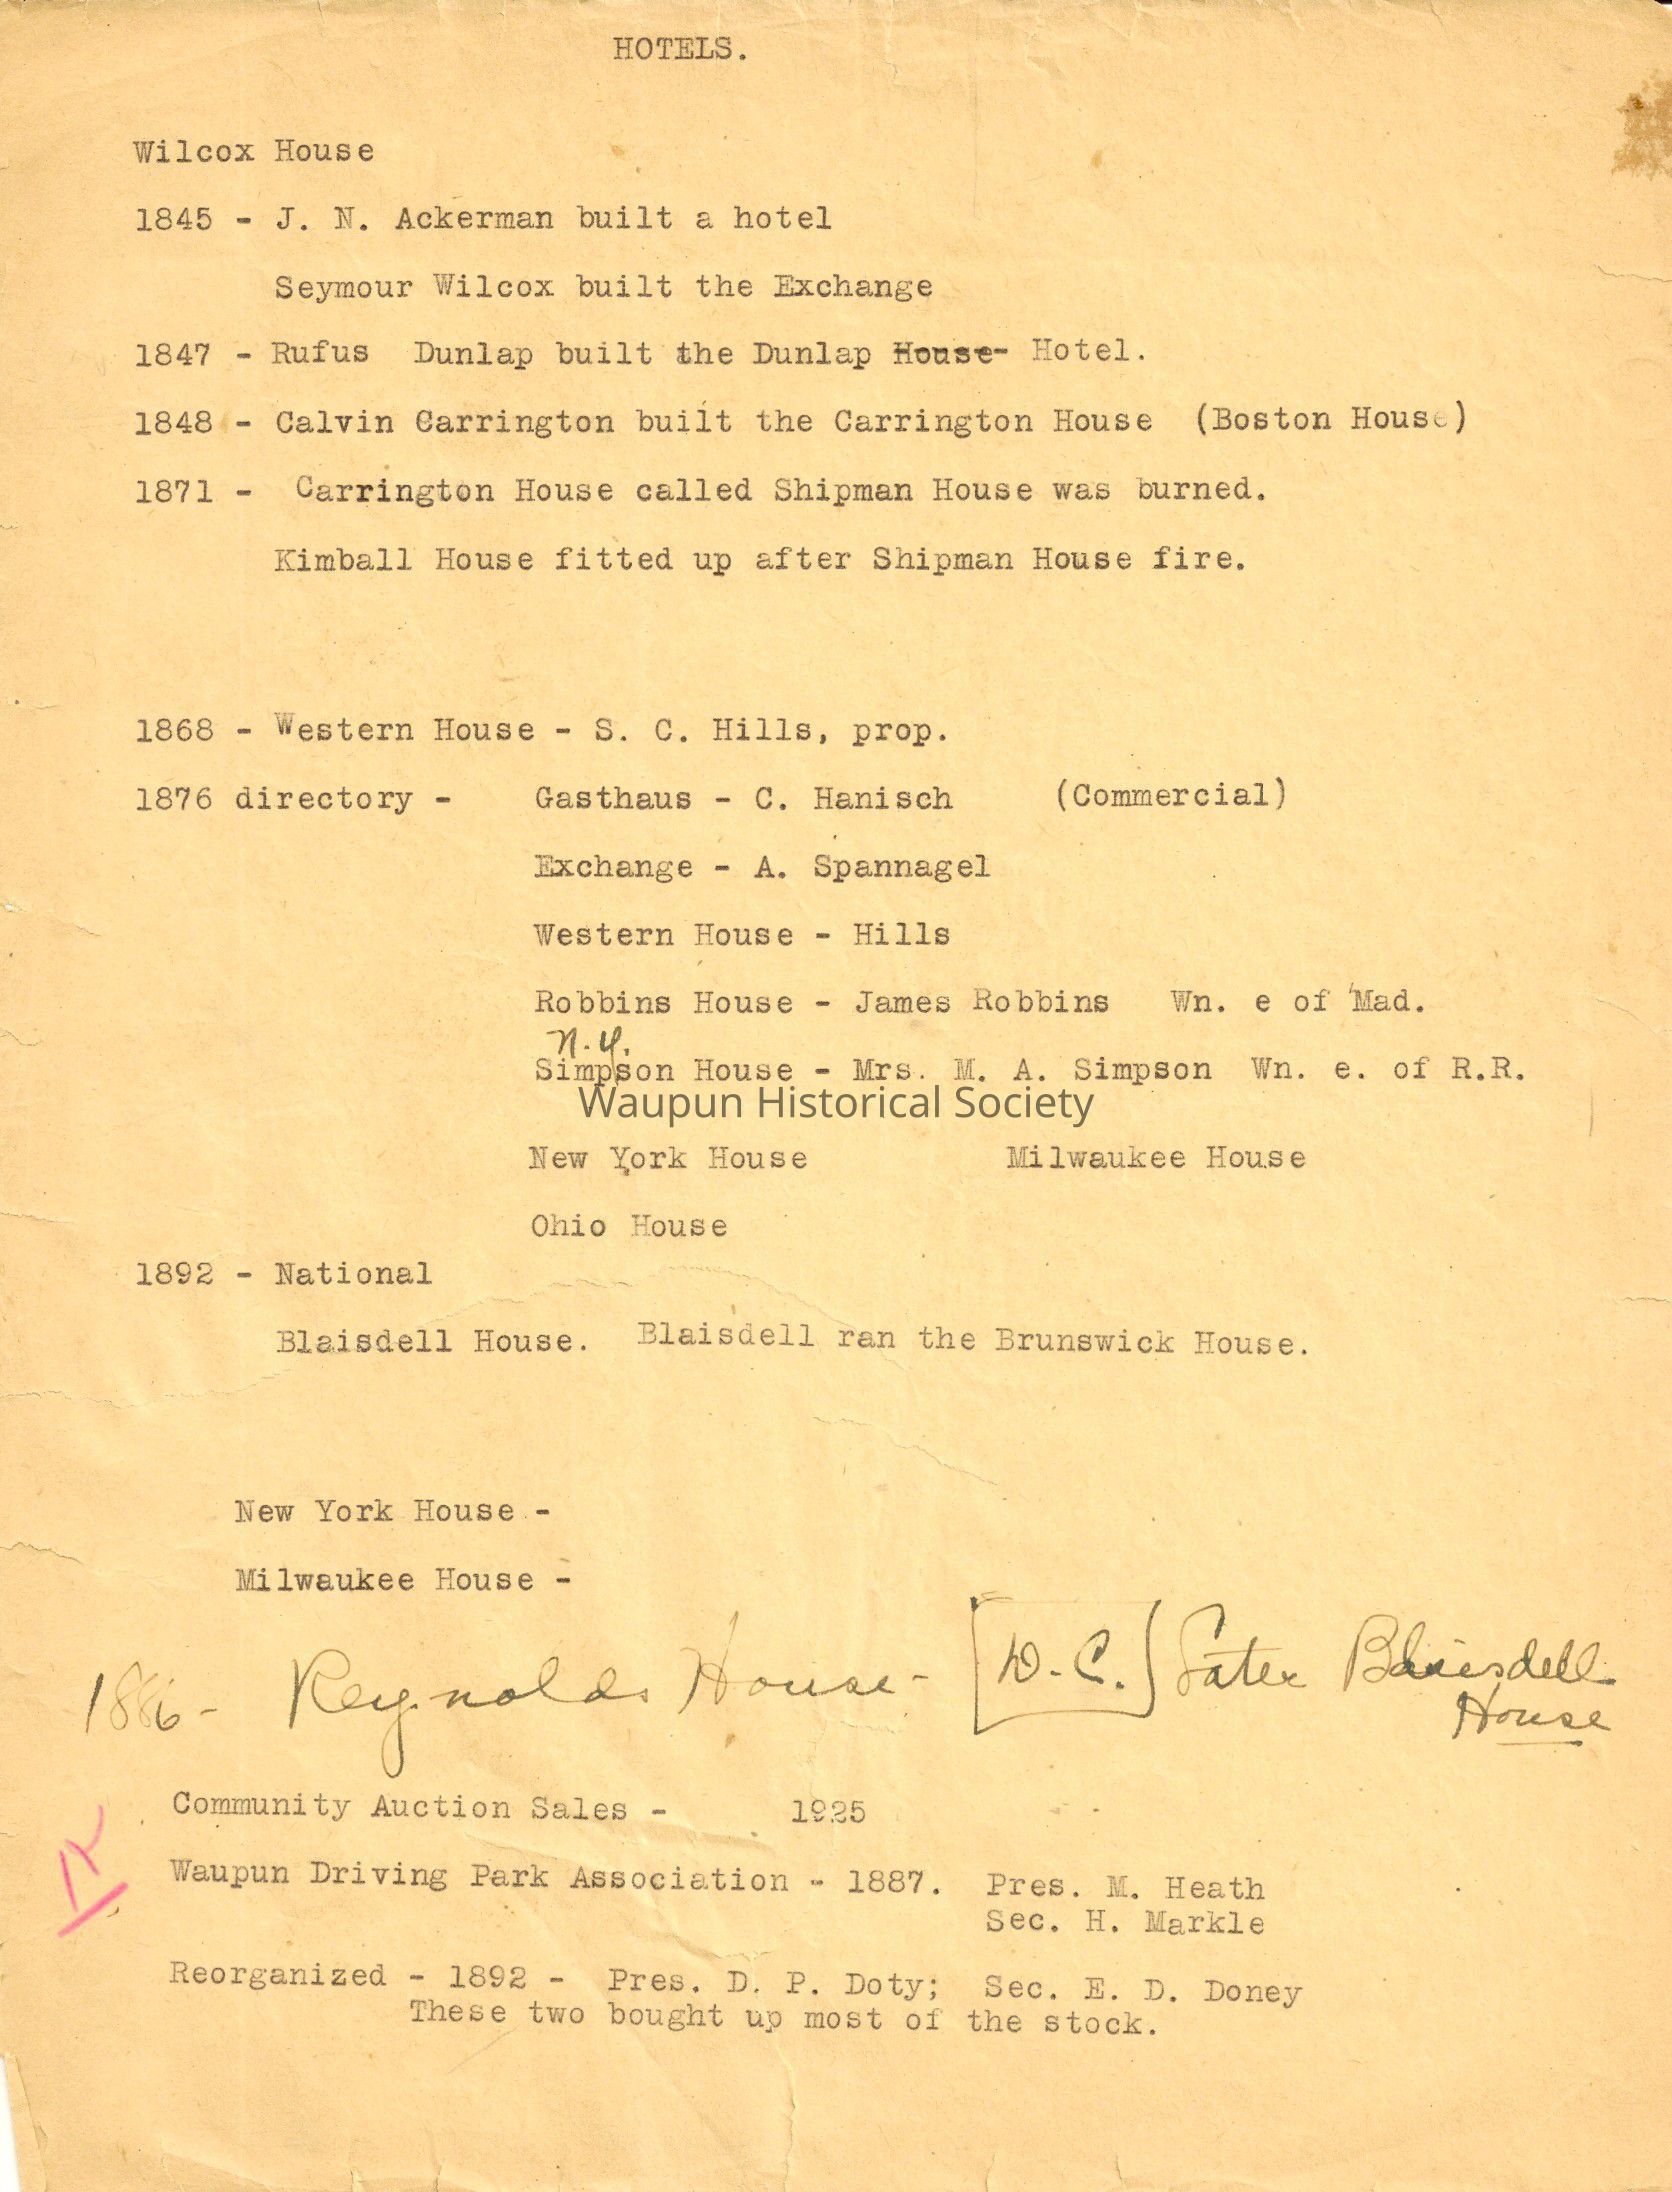 HOTELS.
Wilcox House
1845 - J. N. Ackerman built a hotel
Seymour Wilcox built the Exchange
1847 - Rufus Dunlap built the Dunlap House- Hotel.
1848 - Calvin Carrington built the Carrington House (Boston House)
1871 - Carrington House called Shipman House was burned.
Kimball House fitted up after Shipman House fire.
1868 - Western House - S. C. Hills, prop.
1876 directory - Gasthaus - C. Hanisch (Commercial)
Exchange - A. Spannagel
Western House - Hills
Robbins House - James Robbins Wn. e of Mad.
N.Y.
Simpson House - Mrs. M. A. Simpson Wn. e. of R.R.
Waupun Historical Society
New York House Milwaukee House
Ohio House
1892 - National
Blaisdell House. Blaisdell ran the Brunswick House.
New York House -
Milwaukee House -
1886 - Reynolds House - [D. C.] Later Blaisdell
House
Community Auction Sales - 1925
Waupun Driving Park Association - 1887. Pres. M. Heath
Sec. H. Markle
Reorganized - 1892 - Pres. D. P. Doty; Sec. E. D. Doney
These two bought up most of the stock.